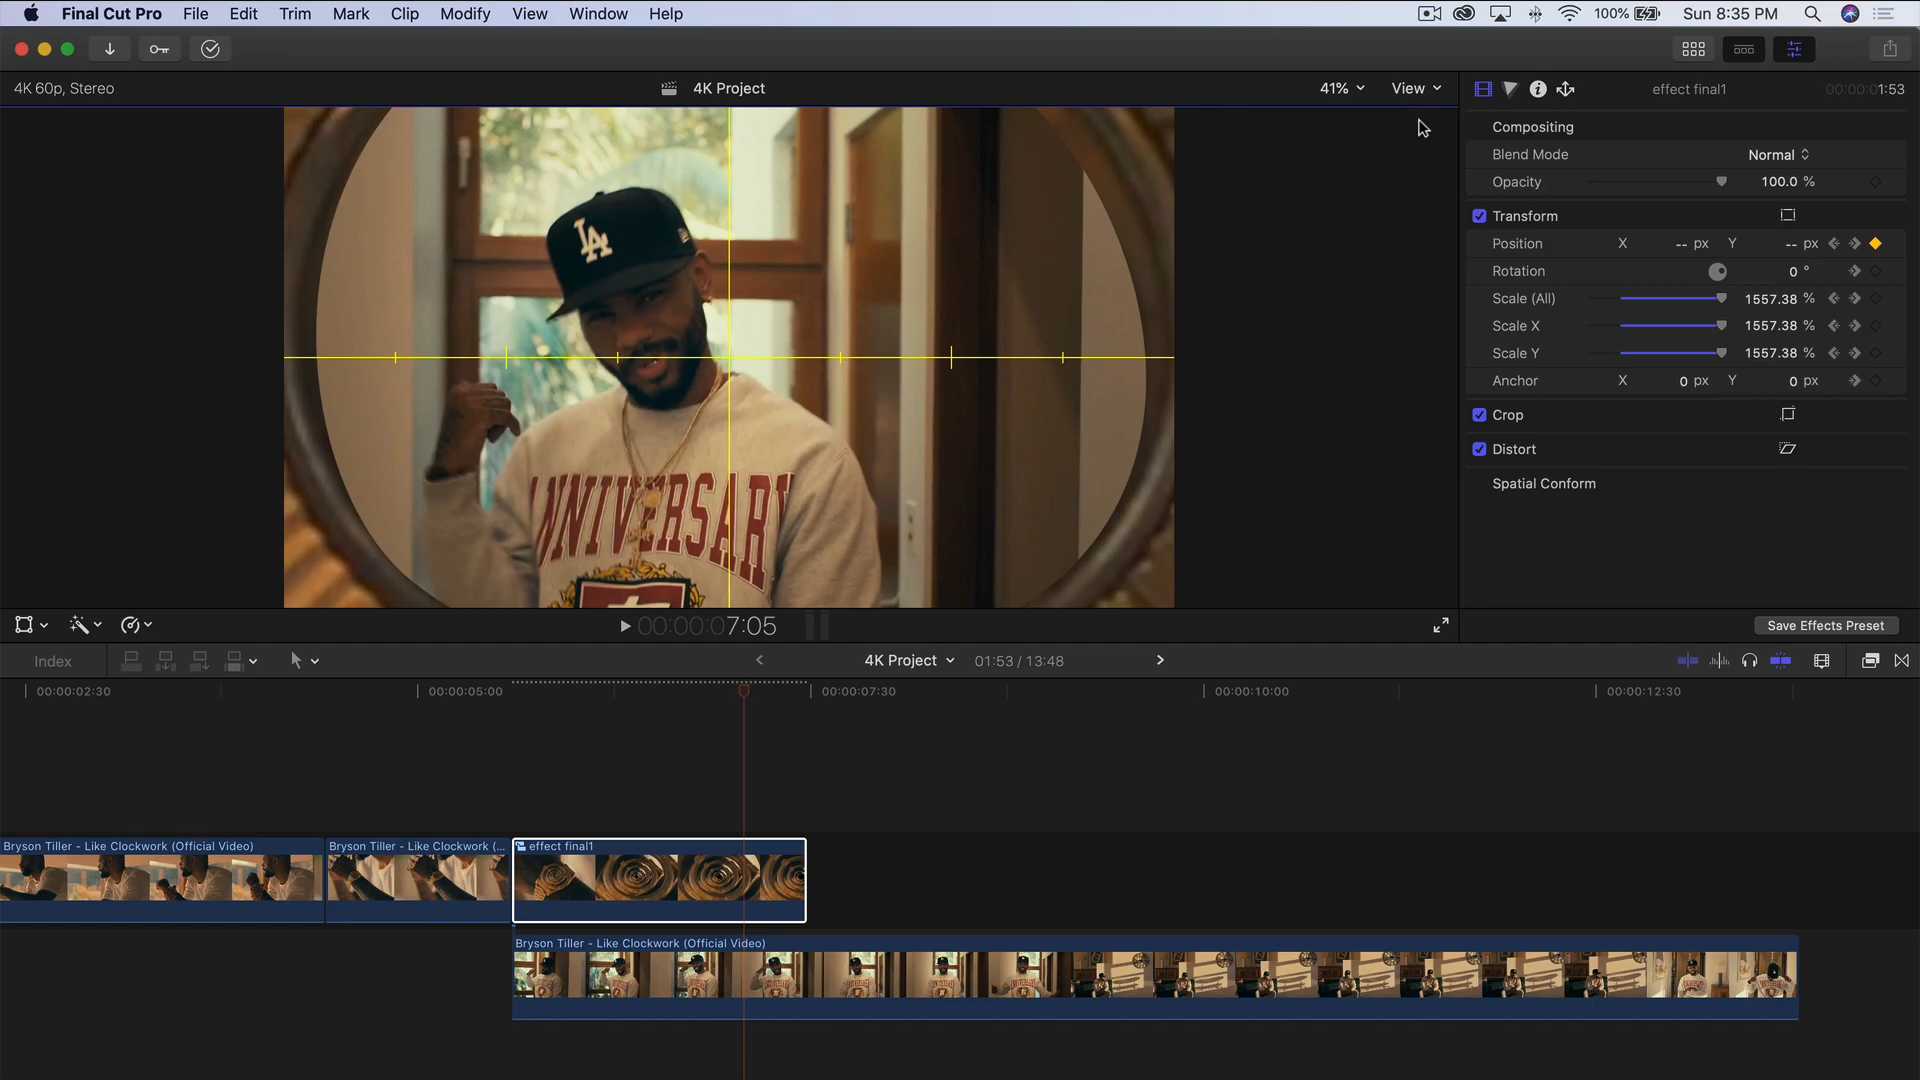 Final Cut Pro File Edit Trim Mark Clip Modify View Window Help 100% Sun 8:35 PM
4K 60p, Stereo 4K Project 41% View effect final1 00:00:01:53
Compositing
Blend Mode Normal
Opacity 100.0 %
Transform
Position X -- px Y -- px
Rotation 0 °
Scale (All) 1557.38 %
Scale X 1557.38 %
Scale Y 1557.38 %
Anchor X 0 px Y 0 px
Crop
Distort
Spatial Conform
LA
ANNIVERSARY
00:00:07:05 Save Effects Preset
Index 4K Project 01:53 / 13:48
00:00:02:30 00:00:05:00 00:00:07:30 00:00:10:00 00:00:12:30
Bryson Tiller - Like Clockwork (Official Video) Bryson Tiller - Like Clockwork (... effect final1
Bryson Tiller - Like Clockwork (Official Video)